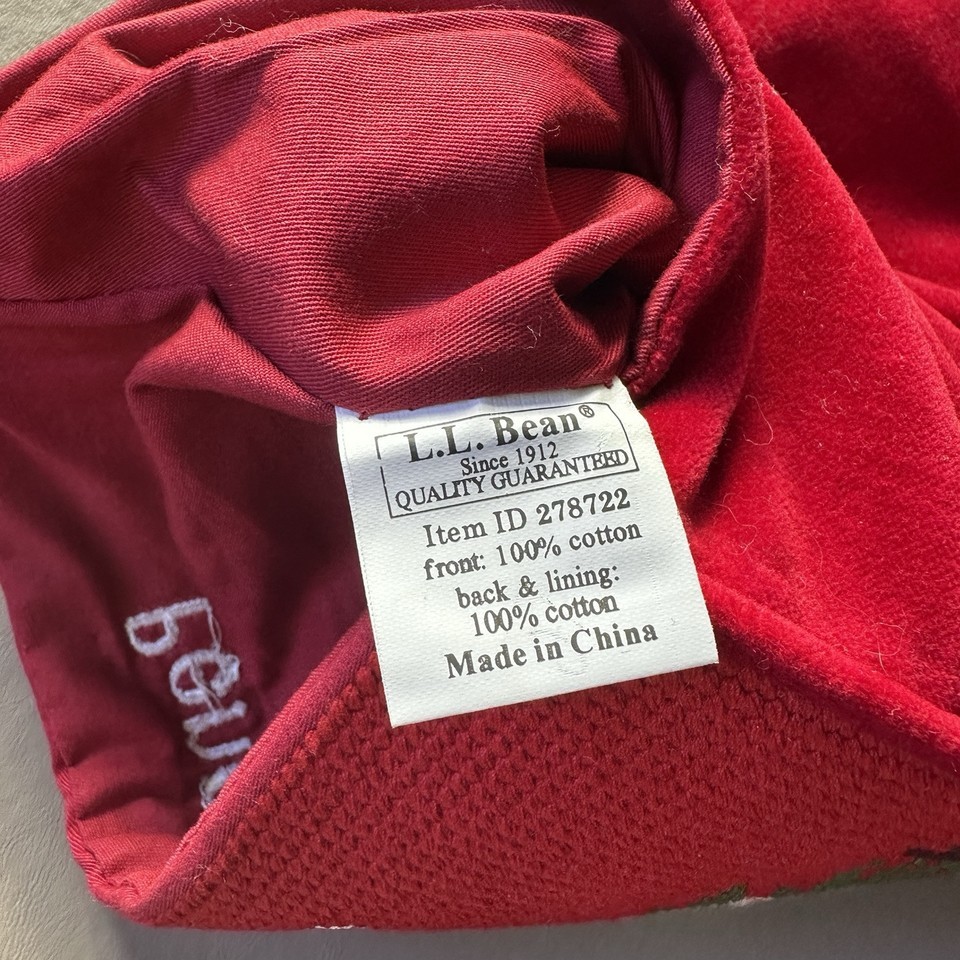 L.L. Bean®
Since 1912
QUALITY GUARANTEED
Item ID 278722
front: 100% cotton
back & lining:
100% cotton
Made in China